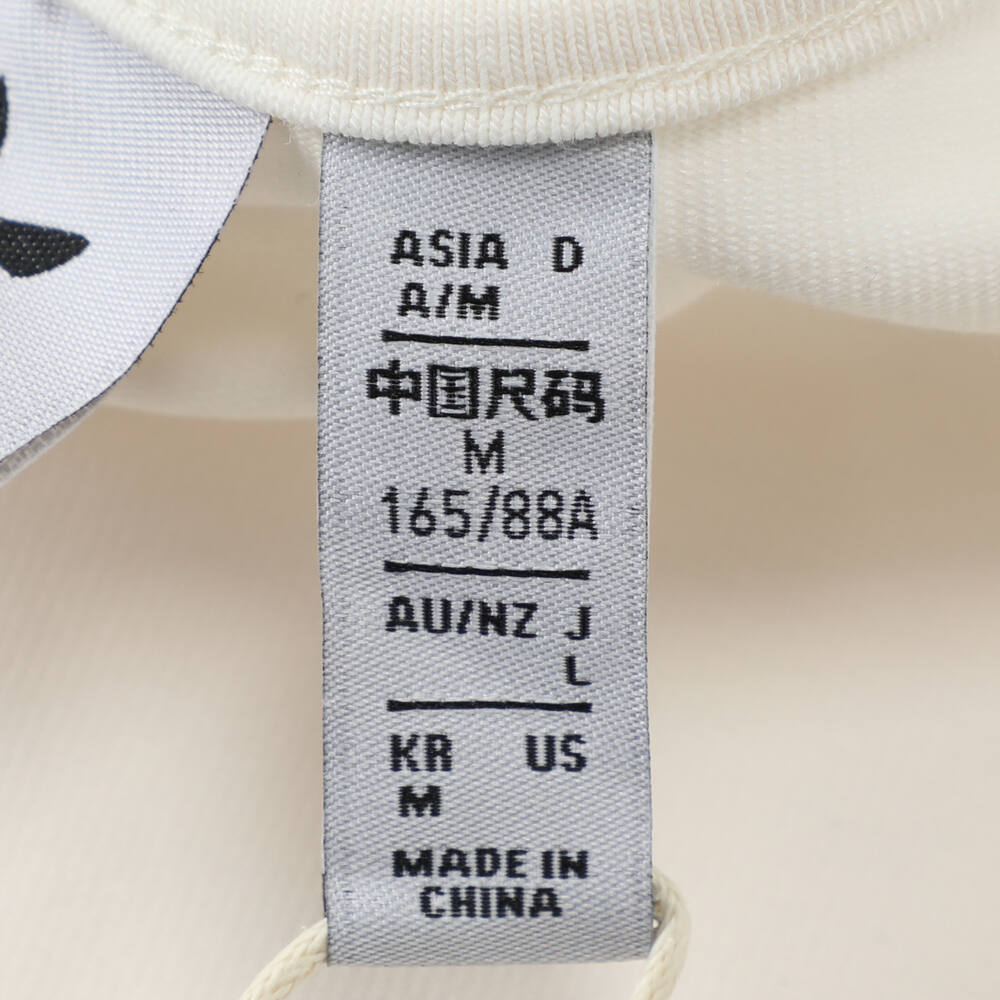 ASIA D
A/M
中国尺码
M
165/88A
AU/NZ J
L
KR US
M
MADE IN
CHINA